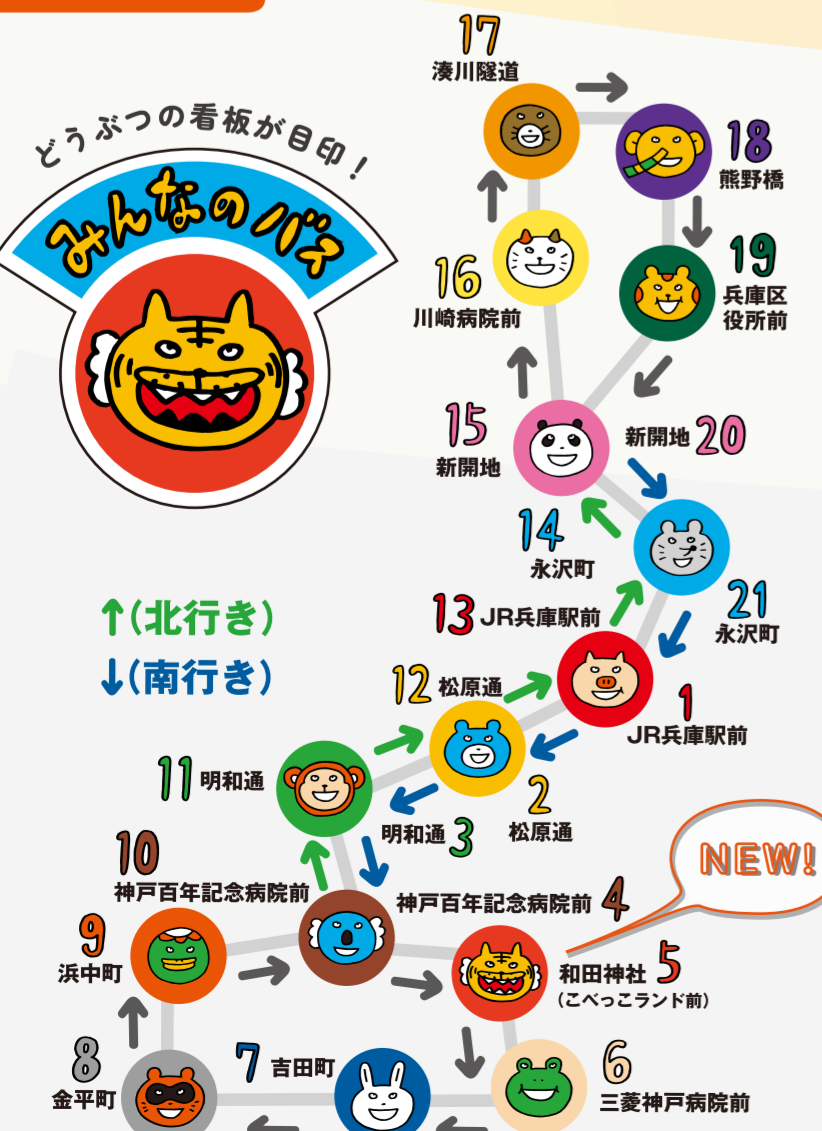 どうぶつの看板が目印！
みんなのバス
17
湊川隧道
18
熊野橋
19
兵庫区
役所前
16
川崎病院前
15
新開地
新開地 20
14
永沢町
21
永沢町
↑(北行き)
↓(南行き)
13 JR兵庫駅前
1
JR兵庫駅前
12 松原通
2
松原通
11 明和通
明和通 3
10
神戸百年記念病院前
神戸百年記念病院前 4
NEW!
9
浜中町
和田神社 5
(こべっこランド前)
8
金平町
7 吉田町
6
三菱神戸病院前